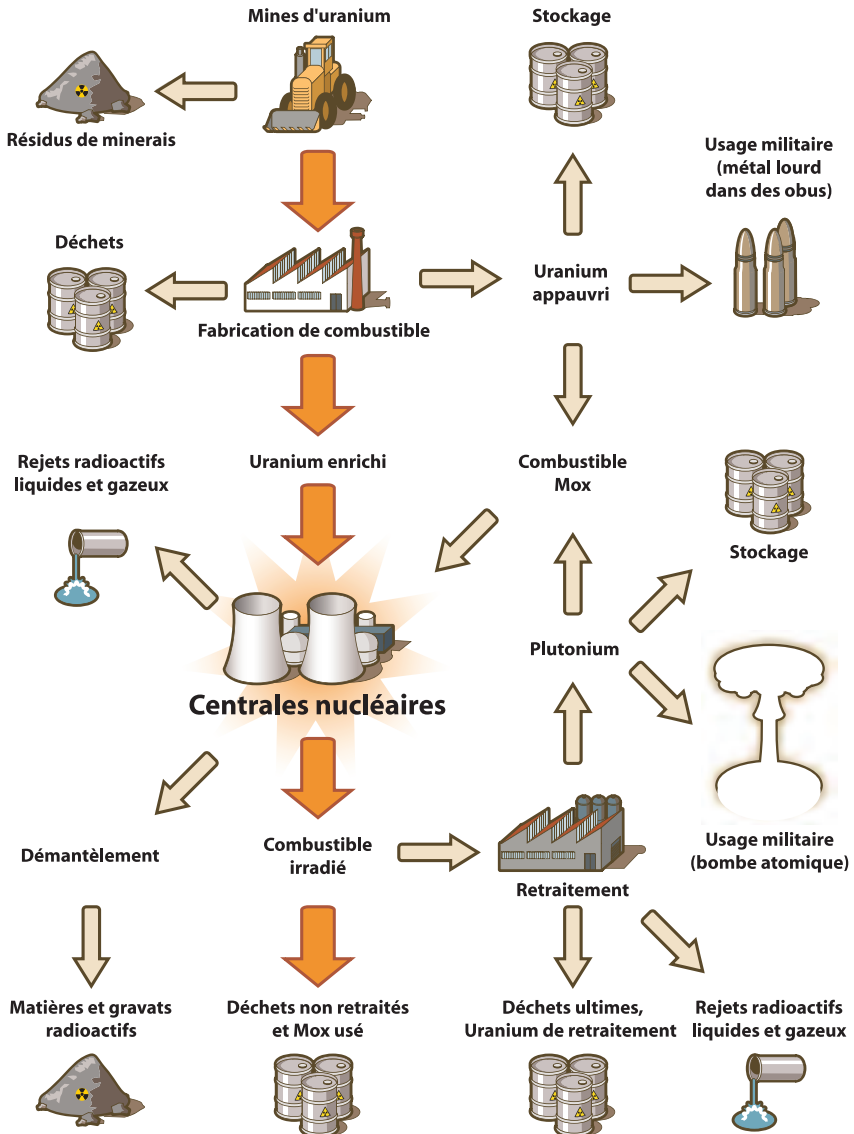 Mines d'uranium
Stockage
Résidus de minerais
Usage militaire
(métal lourd
dans des obus)
Déchets
Uranium
appauvri
Fabrication de combustible
Rejets radioactifs
liquides et gazeux
Uranium enrichi
Combustible
Mox
Stockage
Plutonium
Centrales nucléaires
Démantèlement
Combustible
irradié
Retraitement
Usage militaire
(bombe atomique)
Matières et gravats
radioactifs
Déchets non retraités
et Mox usé
Déchets ultimes,
Uranium de retraitement
Rejets radioactifs
liquides et gazeux